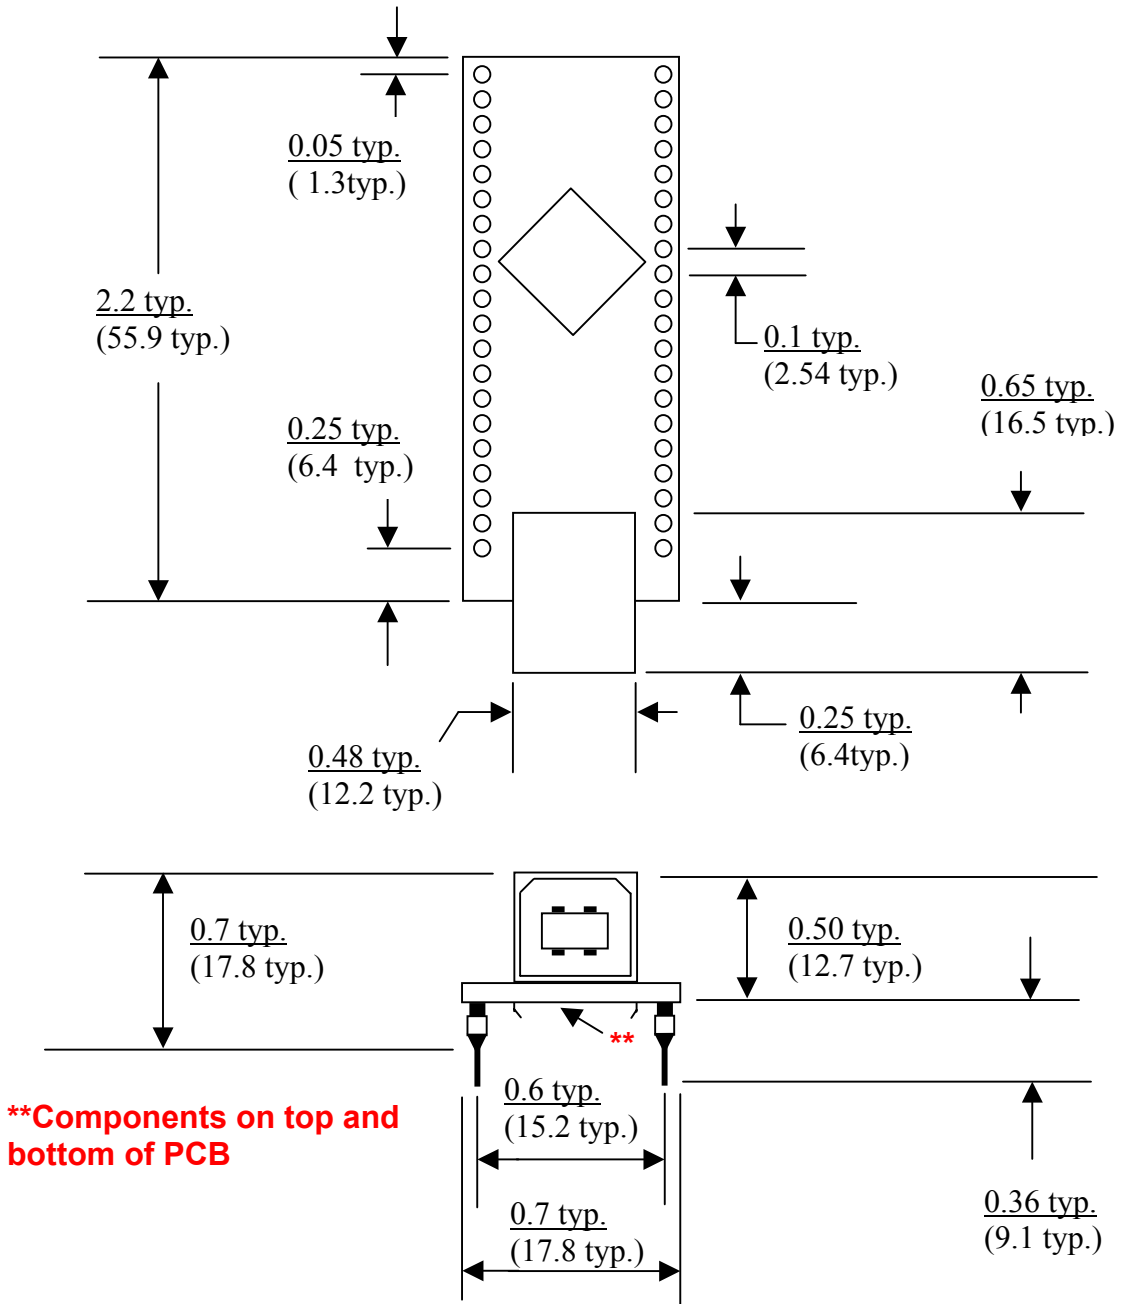 0.05 typ.
( 1.3typ.)
2.2 typ.
(55.9 typ.)
0.1 typ.
(2.54 typ.)
0.65 typ.
(16.5 typ.)
0.25 typ.
(6.4 typ.)
0.25 typ.
(6.4typ.)
0.48 typ.
(12.2 typ.)
0.7 typ.
(17.8 typ.)
0.50 typ.
(12.7 typ.)
**
0.6 typ.
(15.2 typ.)
**Components on top and
bottom of PCB
0.36 typ.
(9.1 typ.)
0.7 typ.
(17.8 typ.)